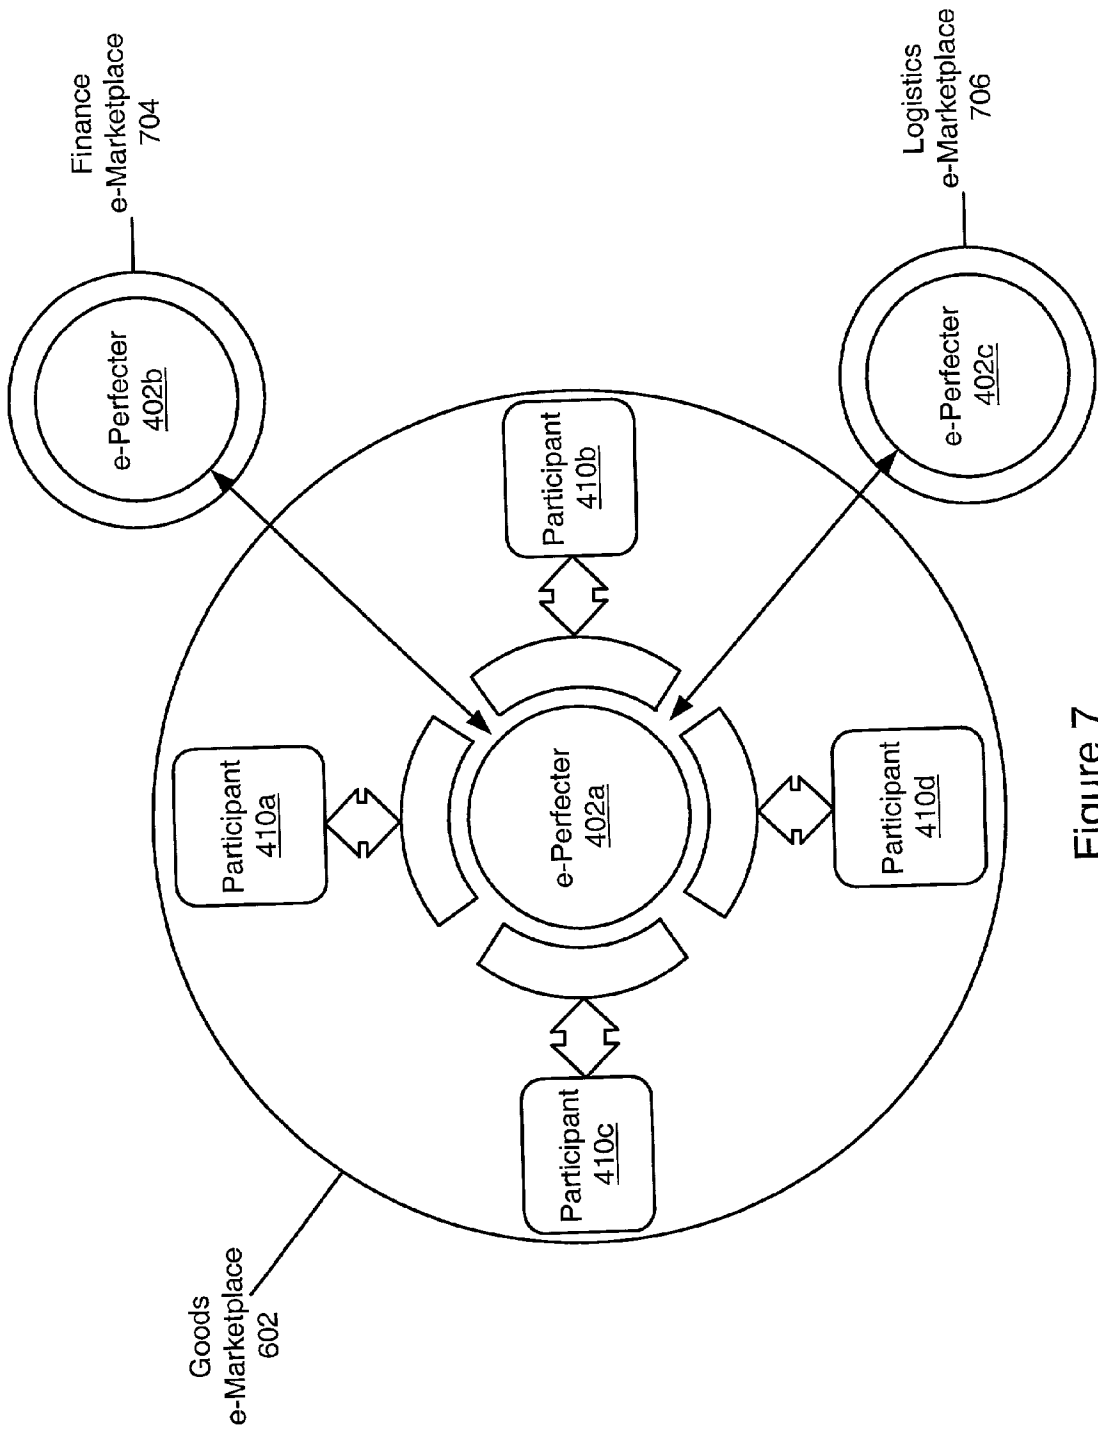 Finance
e-Marketplace
704
e-Perfecter
402b
Goods
e-Marketplace
602
Participant
410a
Participant
410c
e-Perfecter
402a
Participant
410b
Participant
410d
e-Perfecter
402c
Logistics
e-Marketplace
706
Figure 7